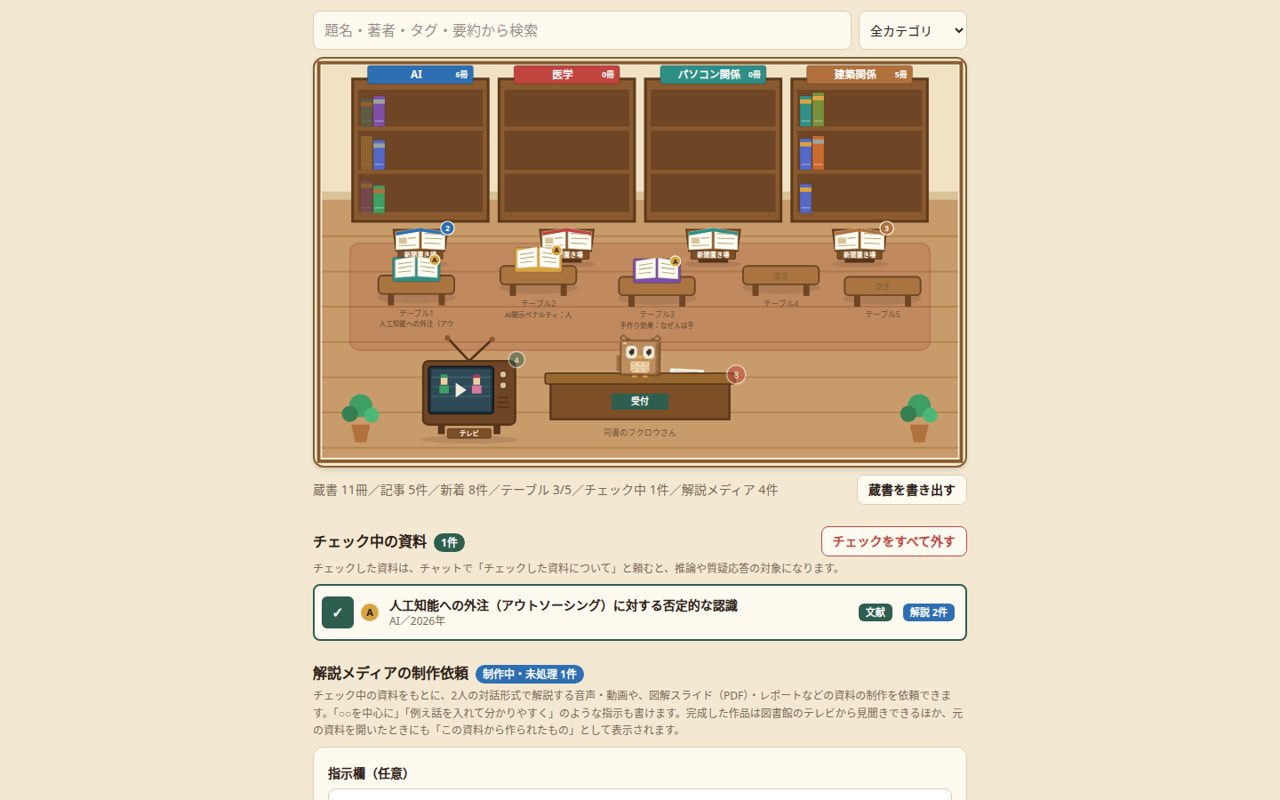 題名・著者・タグ・要約から検索
全カテゴリ
AI 6冊
医学 0冊
パソコン関係 0冊
建築関係 5冊
2
3
新聞置き場
聞置き場
新聞置き場
新聞置き場
A
A
A
空き
空き
テーブル1
人工知能への外注（アウ
テーブル2
AI開示ペナルティ：人
テーブル3
手作り効果：なぜ人は手
テーブル4
テーブル5
4
8
受付
テレビ
司書のフクロウさん
蔵書 11冊／記事 5件／新着 8件／テーブル 3/5／チェック中 1件／解説メディア 4件
蔵書を書き出す
チェック中の資料 1件
チェックをすべて外す
チェックした資料は、チャットで「チェックした資料について」と頼むと、推論や質疑応答の対象になります。
✓ A 人工知能への外注（アウトソーシング）に対する否定的な認識
AI／2026年
文献 解説 2件
解説メディアの制作依頼 制作中・未処理 1件
チェック中の資料をもとに、2人の対話形式で解説する音声・動画や、図解スライド（PDF）・レポートなどの資料の制作を依頼できま
す。「○○を中心に」「例え話を入れて分かりやすく」のような指示も書けます。完成した作品は図書館のテレビから見聞きできるほか、元
の資料を開いたときにも「この資料から作られたもの」として表示されます。
指示欄（任意）